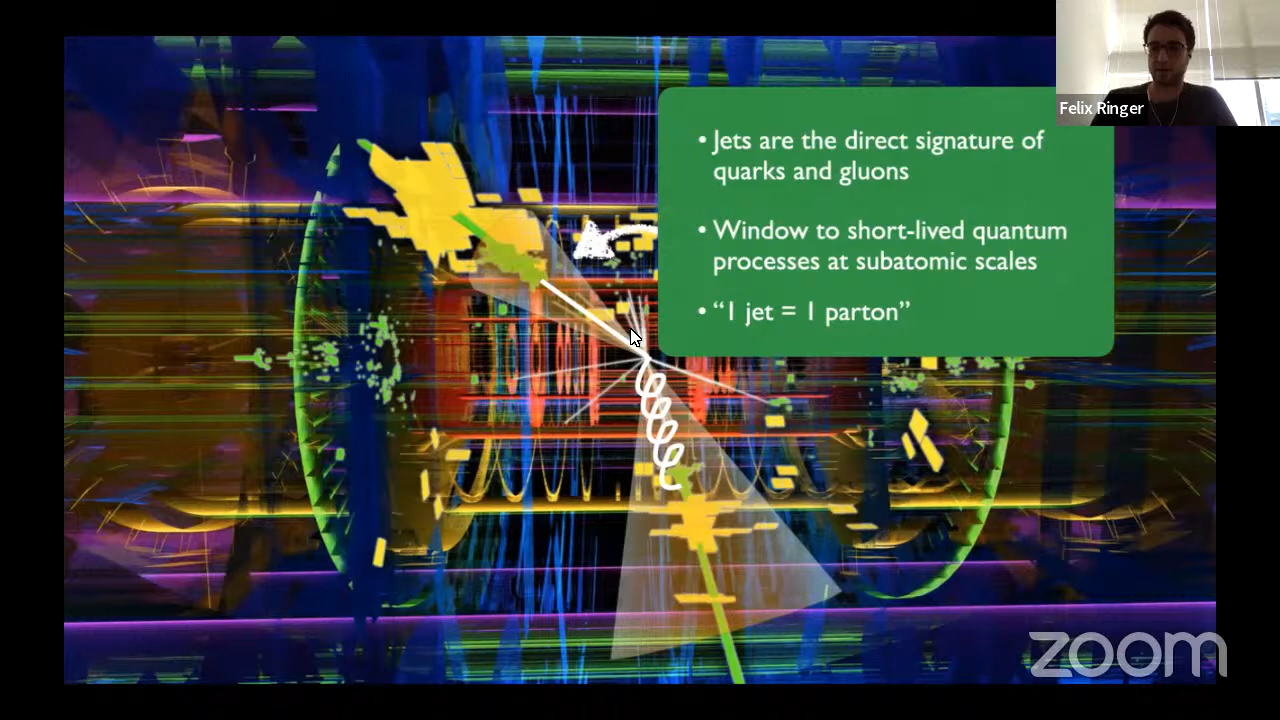 Felix Ringer
• Jets are the direct signature of
quarks and gluons
• Window to short-lived quantum
processes at subatomic scales
• “1 jet = 1 parton”
zoom